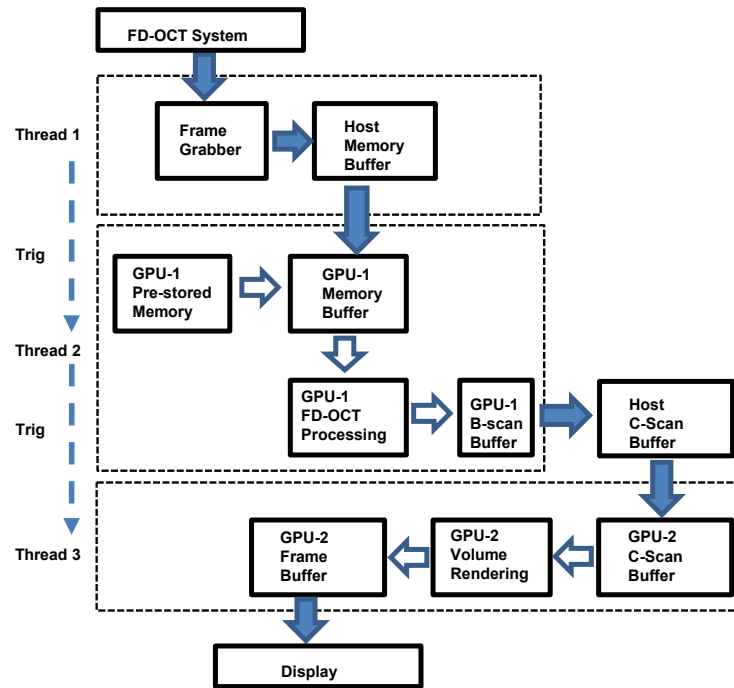 FD-OCT System
Thread 1
Frame
Grabber
Host
Memory
Buffer
Trig
GPU-1
Pre-stored
Memory
GPU-1
Memory
Buffer
Thread 2
GPU-1
FD-OCT
Processing
GPU-1
B-scan
Buffer
Host
C-Scan
Buffer
Trig
Thread 3
GPU-2
Frame
Buffer
GPU-2
Volume
Rendering
GPU-2
C-Scan
Buffer
Display